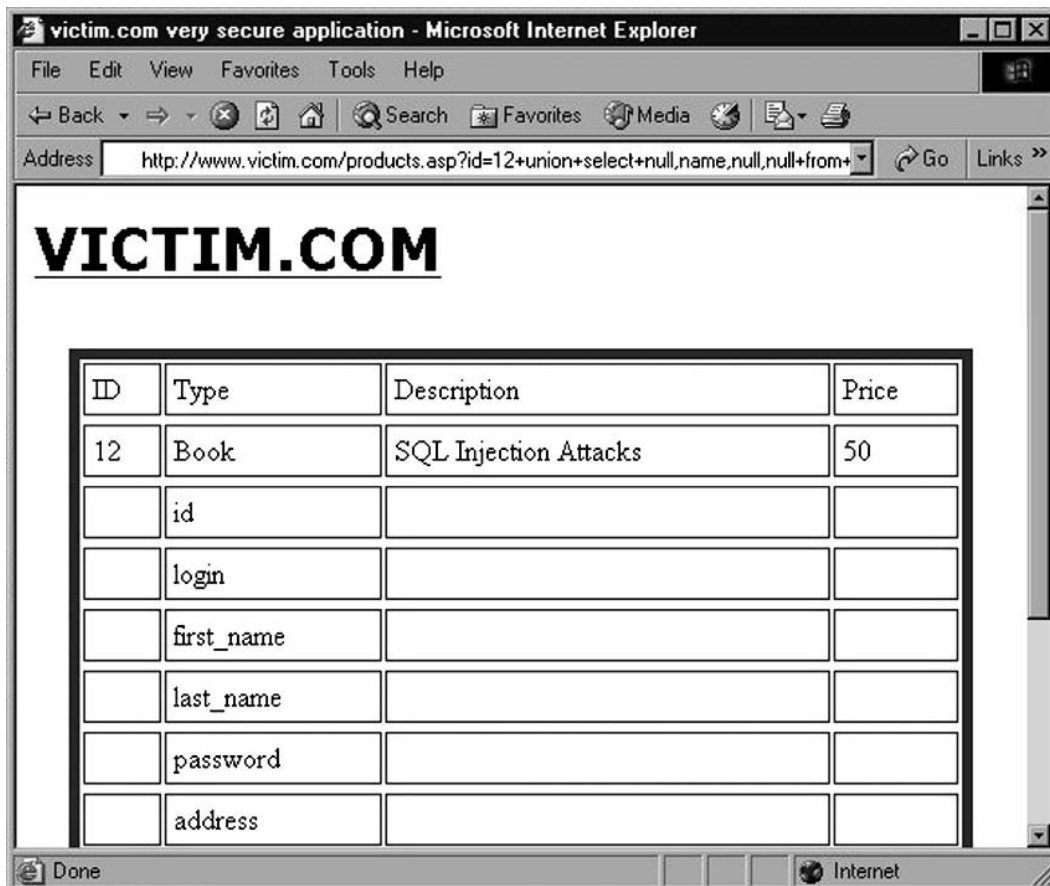 victim.com very secure application - Microsoft Internet Explorer
File Edit View Favorites Tools Help
Back Search Favorites Media
Address http://www.victim.com/products.asp?id=12+union+select+null,name,null,null+from+ Go Links »
VICTIM.COM
ID Type Description Price
12 Book SQL Injection Attacks 50
id
login
first_name
last_name
password
address
Done Internet